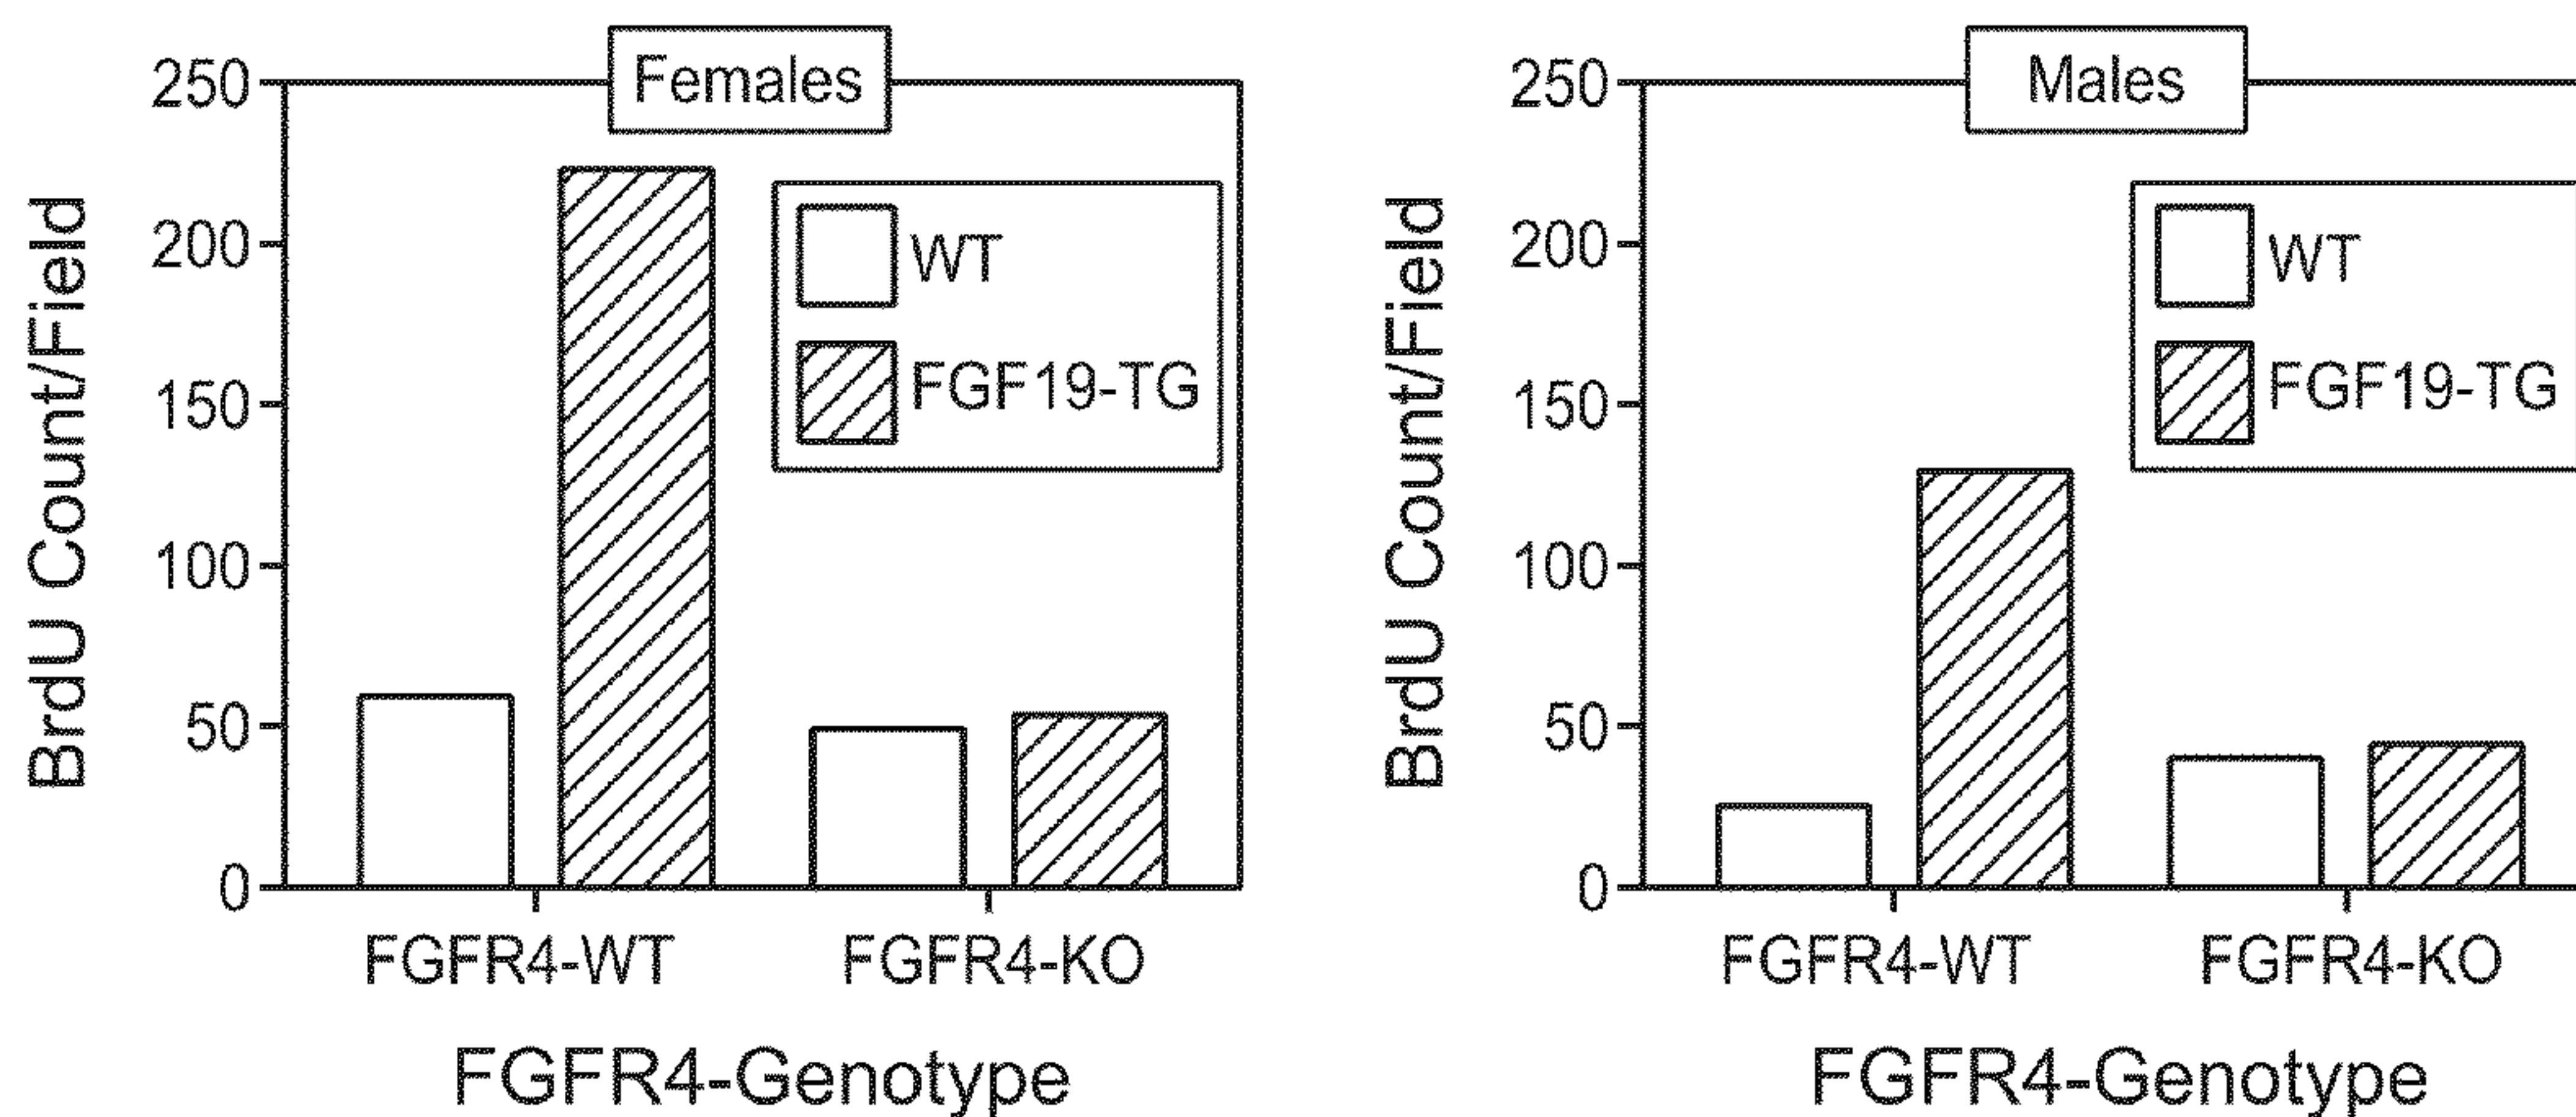 Females
BrdU Count/Field
250
200
150
100
50
0
WT
FGF19-TG
FGFR4-WT
FGFR4-KO
FGFR4-Genotype
Males
BrdU Count/Field
250
200
150
100
50
0
WT
FGF19-TG
FGFR4-WT
FGFR4-KO
FGFR4-Genotype